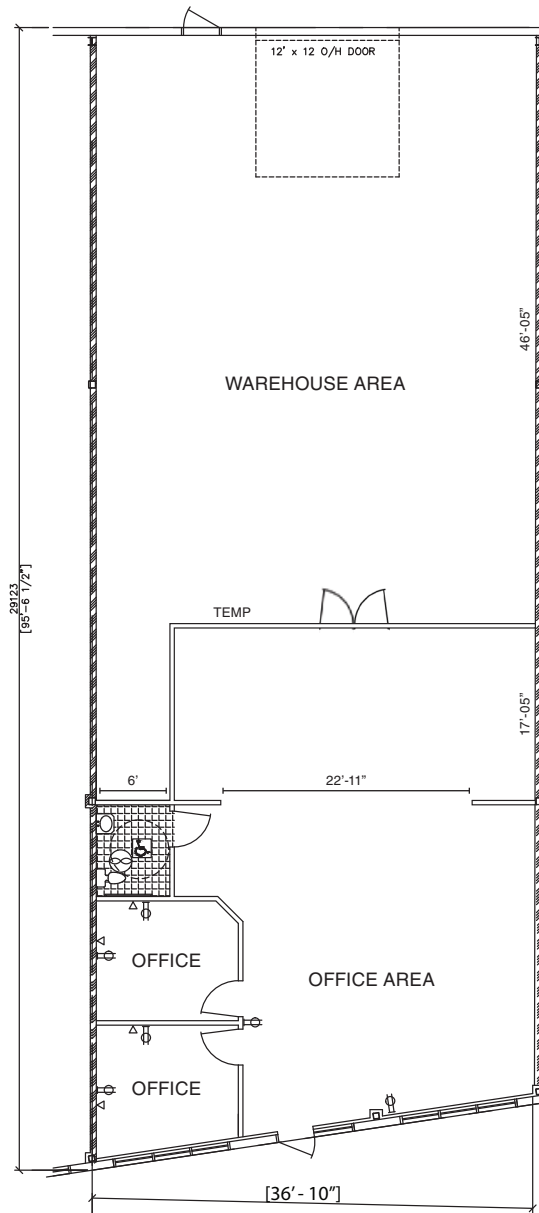 12' x 12 O/H DOOR
46'-05"
WAREHOUSE AREA
29123
[95'-6 1/2"]
TEMP
17'-05"
6'
22'-11"
OFFICE
OFFICE AREA
OFFICE
[36' - 10"]